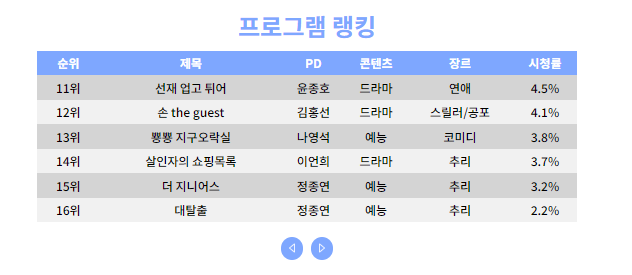 프로그램 랭킹
순위 제목 PD 콘텐츠 장르 시청률
11위 선재 업고 튀어 윤종호 드라마 연애 4.5%
12위 손 the guest 김홍선 드라마 스릴러/공포 4.1%
13위 뿅뿅 지구오락실 나영석 예능 코미디 3.8%
14위 살인자의 쇼핑목록 이언희 드라마 추리 3.7%
15위 더 지니어스 정종연 예능 추리 3.2%
16위 대탈출 정종연 예능 추리 2.2%